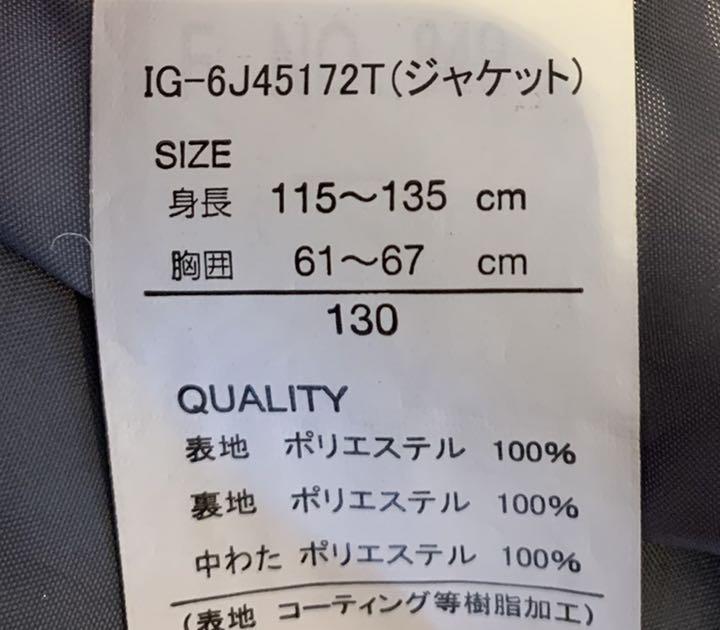 IG-6J45172T(ジャケット)
SIZE
身長 115～135 cm
胸囲 61～67 cm
130
QUALITY
表地 ポリエステル 100%
裏地 ポリエステル 100%
中わた ポリエステル 100%
(表地 コーティング等樹脂加工)